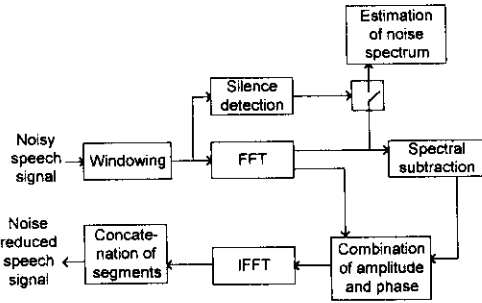 Estimation
of noise
spectrum
Silence
detection
Noisy
speech
signal
Windowing
FFT
Spectral
subtraction
Noise
reduced
speech
signal
Concate-
nation of
segments
IFFT
Combination
of amplitude
and phase